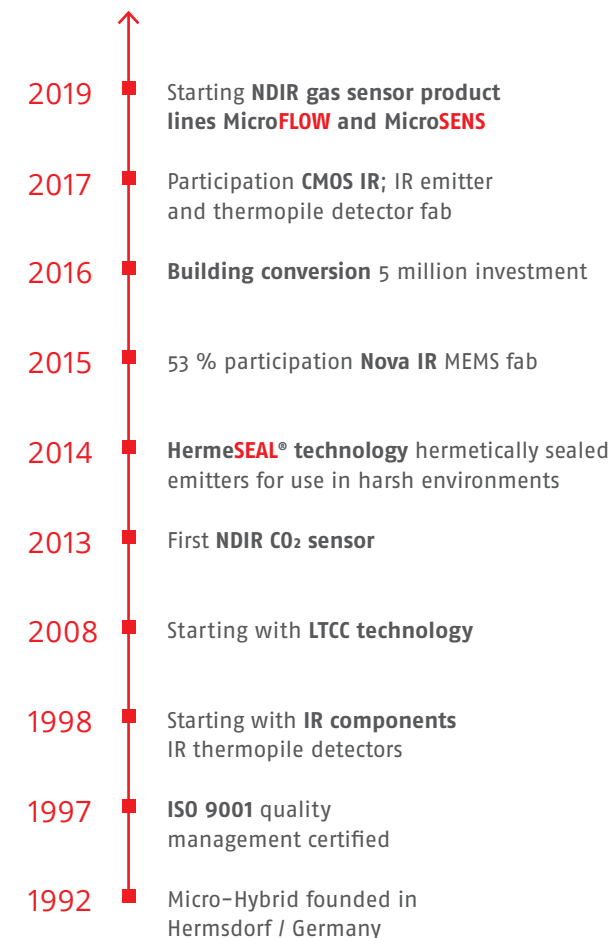 2019
Starting NDIR gas sensor product
lines MicroFLOW and MicroSENS
2017
Participation CMOS IR; IR emitter
and thermopile detector fab
2016
Building conversion 5 million investment
2015
53 % participation Nova IR MEMS fab
2014
HermeSEAL® technology hermetically sealed
emitters for use in harsh environments
2013
First NDIR CO₂ sensor
2008
Starting with LTCC technology
1998
Starting with IR components
IR thermopile detectors
1997
ISO 9001 quality
management certified
1992
Micro-Hybrid founded in
Hermsdorf / Germany